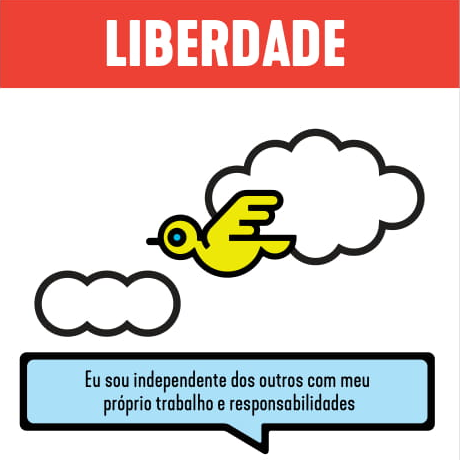 LIBERDADE
Eu sou independente dos outros com meu
próprio trabalho e responsabilidades